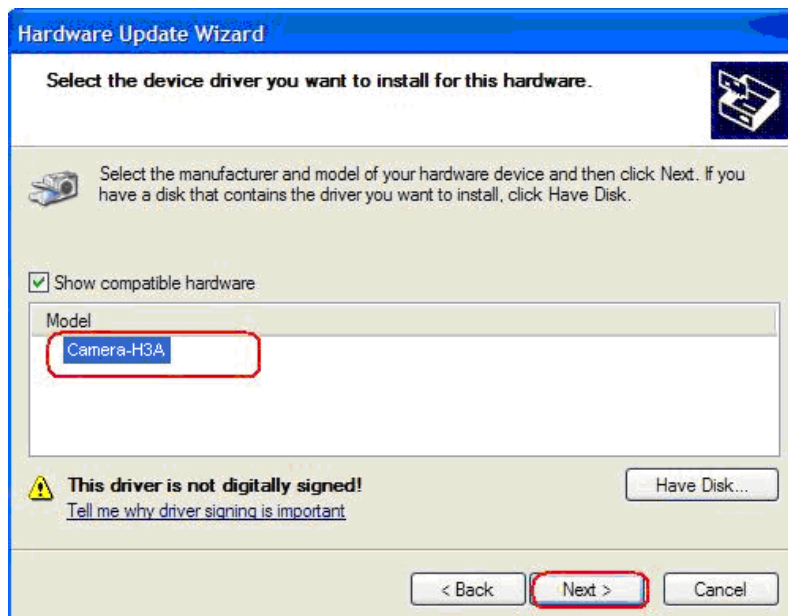 Hardware Update Wizard
Select the device driver you want to install for this hardware.
Select the manufacturer and model of your hardware device and then click Next. If you
have a disk that contains the driver you want to install, click Have Disk.
Show compatible hardware
Model
Camera-H3A
This driver is not digitally signed!
Have Disk...
Tell me why driver signing is important
< Back
Next >
Cancel